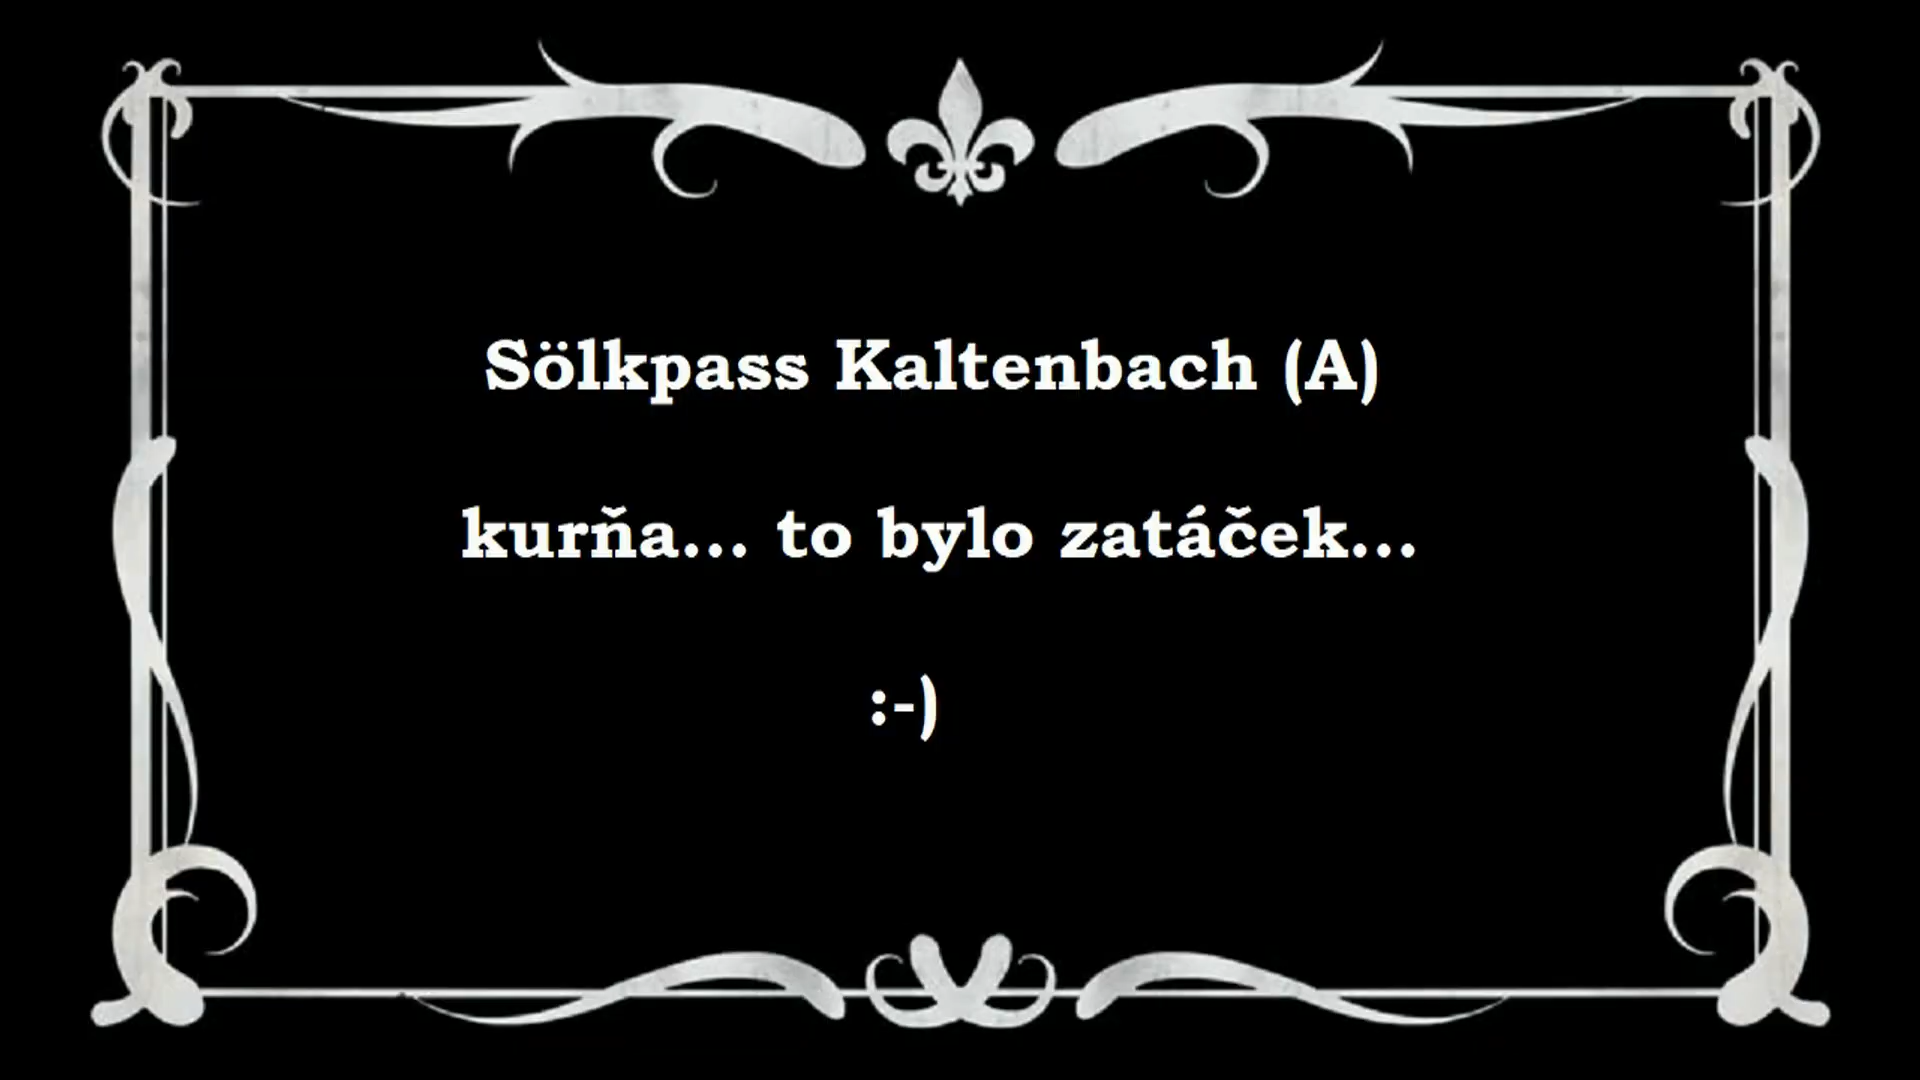 Sölkpass Kaltenbach (A)
kurňa... to bylo zatáček...
:-)